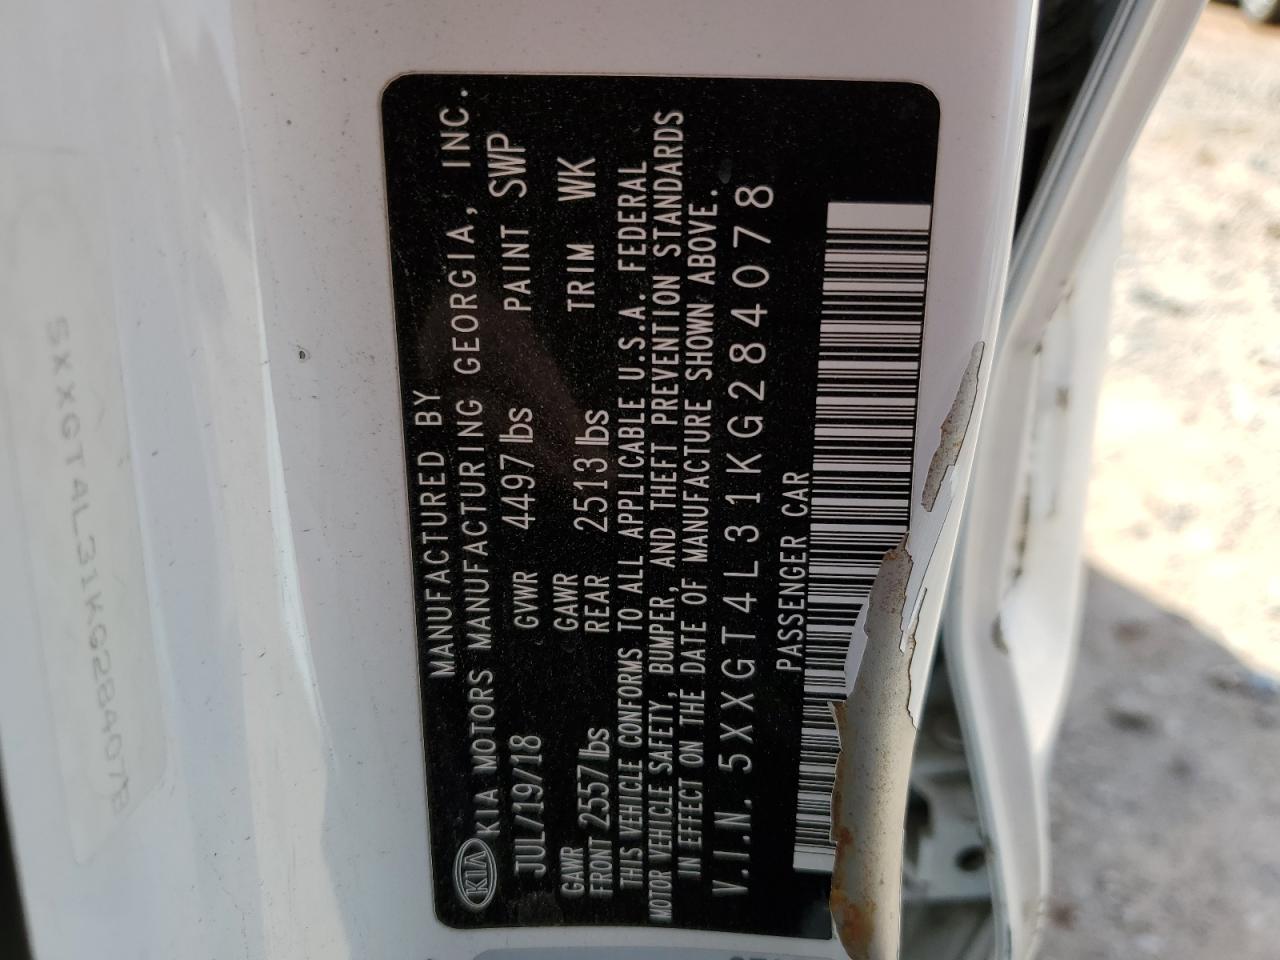 MANUFACTURED BY
KIA KIA MOTORS MANUFACTURING GEORGIA, INC.
JUL/19/18 GVWR 4497 lbs PAINT SWP
GAWR FRONT 2557 lbs GAWR REAR 2513 lbs TRIM WK
THIS VEHICLE CONFORMS TO ALL APPLICABLE U.S.A. FEDERAL
MOTOR VEHICLE SAFETY, BUMPER, AND THEFT PREVENTION STANDARDS
IN EFFECT ON THE DATE OF MANUFACTURE SHOWN ABOVE.
V.I.N. 5XXGT4L31KG284078
PASSENGER CAR
5XXGT4L31KG284078